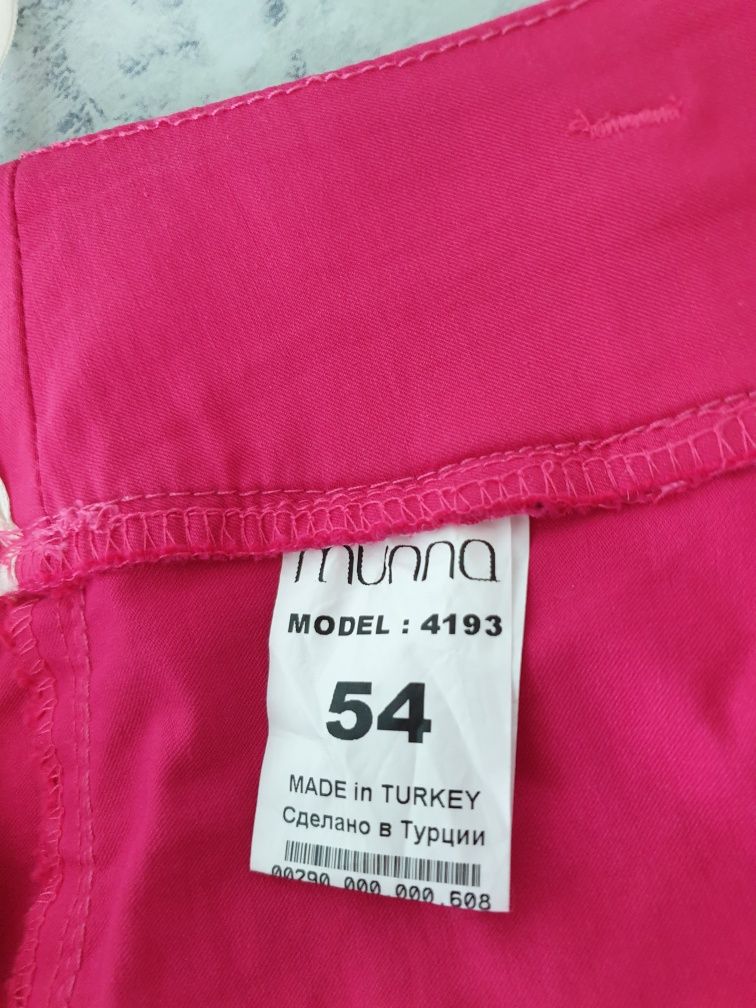 munna
MODEL : 4193
54
MADE in TURKEY
Сделано в Турции
00290 000.000.608